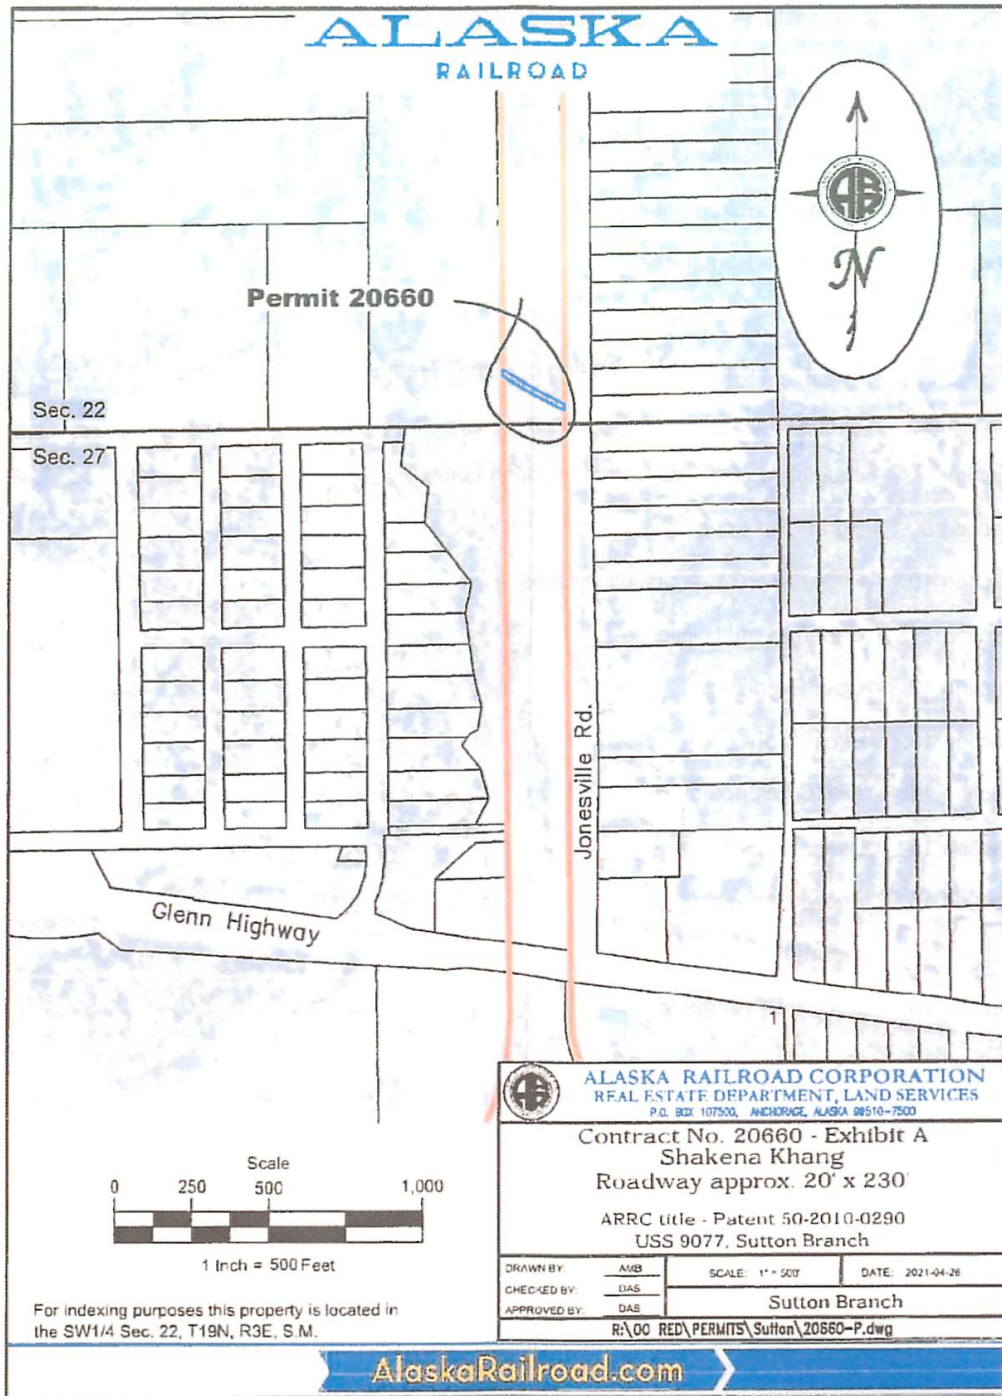 ALASKA
RAILROAD
N
Permit 20660
Sec. 22
Sec. 27
Jonesville Rd.
Glenn Highway
1
ALASKA RAILROAD CORPORATION
REAL ESTATE DEPARTMENT, LAND SERVICES
P.O. BOX 107500, ANCHORAGE, ALASKA 99510-7500
Contract No. 20660 - Exhibit A
Shakena Khang
Roadway approx. 20' x 230'
ARRC title - Patent 50-2010-0290
USS 9077, Sutton Branch
DRAWN BY: AMB
CHECKED BY: DAS
APPROVED BY: DAS
SCALE: 1" = 500'
DATE: 2021-04-26
Sutton Branch
R:\00 RED\PERMITS\Sutton\20660-P.dwg
Scale
0 250 500 1,000
1 Inch = 500 Feet
For indexing purposes this property is located in
the SW1/4 Sec. 22, T19N, R3E, S.M.
AlaskaRailroad.com